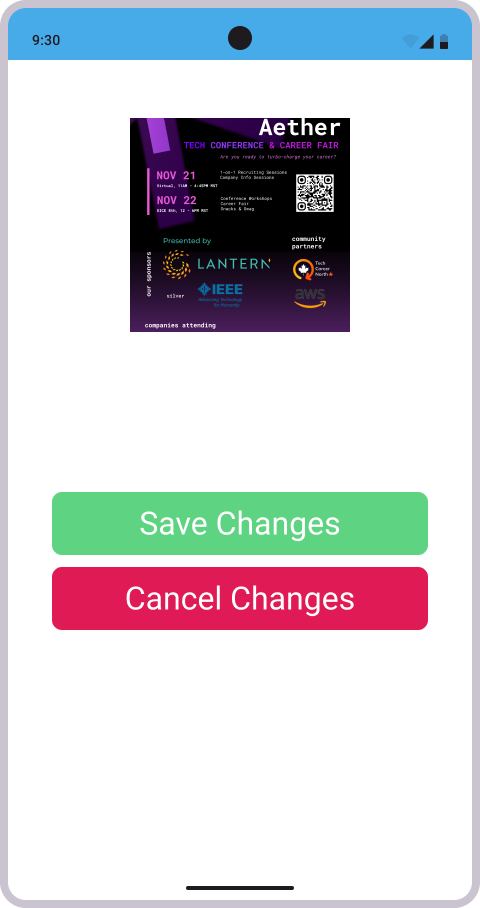 9:30
Aether
TECH CONFERENCE & CAREER FAIR
Are you ready to turbo-charge your career?
NOV 21
Virtual, 11AM - 4:45PM MST
1-on-1 Recruiting Sessions
Company Info Sessions
NOV 22
DICE 8th, 12 - 6PM MST
Conference Workshops
Career Fair
Snacks & Swag
our sponsors
Presented by
LANTERN
silver
IEEE
Advancing Technology
for Humanity
community
partners
Tech
Career
North
aws
companies attending
Save Changes
Cancel Changes